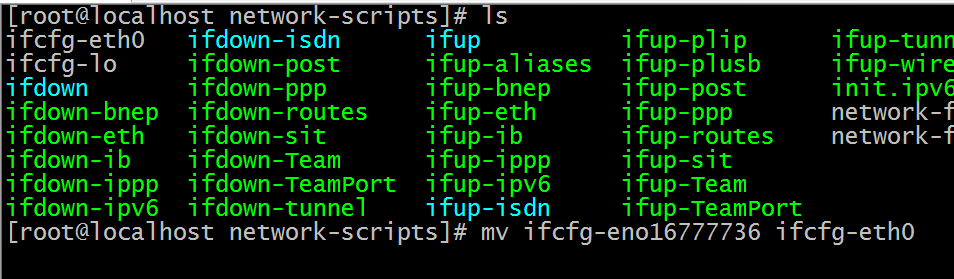 [root@localhost network-scripts]# ls
ifcfg-eth0 ifdown-isdn ifup ifup-plip ifup-tunn
ifcfg-lo ifdown-post ifup-aliases ifup-plusb ifup-wire
ifdown ifdown-ppp ifup-bnep ifup-post init.ipv6
ifdown-bnep ifdown-routes ifup-eth ifup-ppp network-f
ifdown-eth ifdown-sit ifup-ib ifup-routes network-f
ifdown-ib ifdown-Team ifup-ippp ifup-sit
ifdown-ippp ifdown-TeamPort ifup-ipv6 ifup-Team
ifdown-ipv6 ifdown-tunnel ifup-isdn ifup-TeamPort
[root@localhost network-scripts]# mv ifcfg-eno16777736 ifcfg-eth0